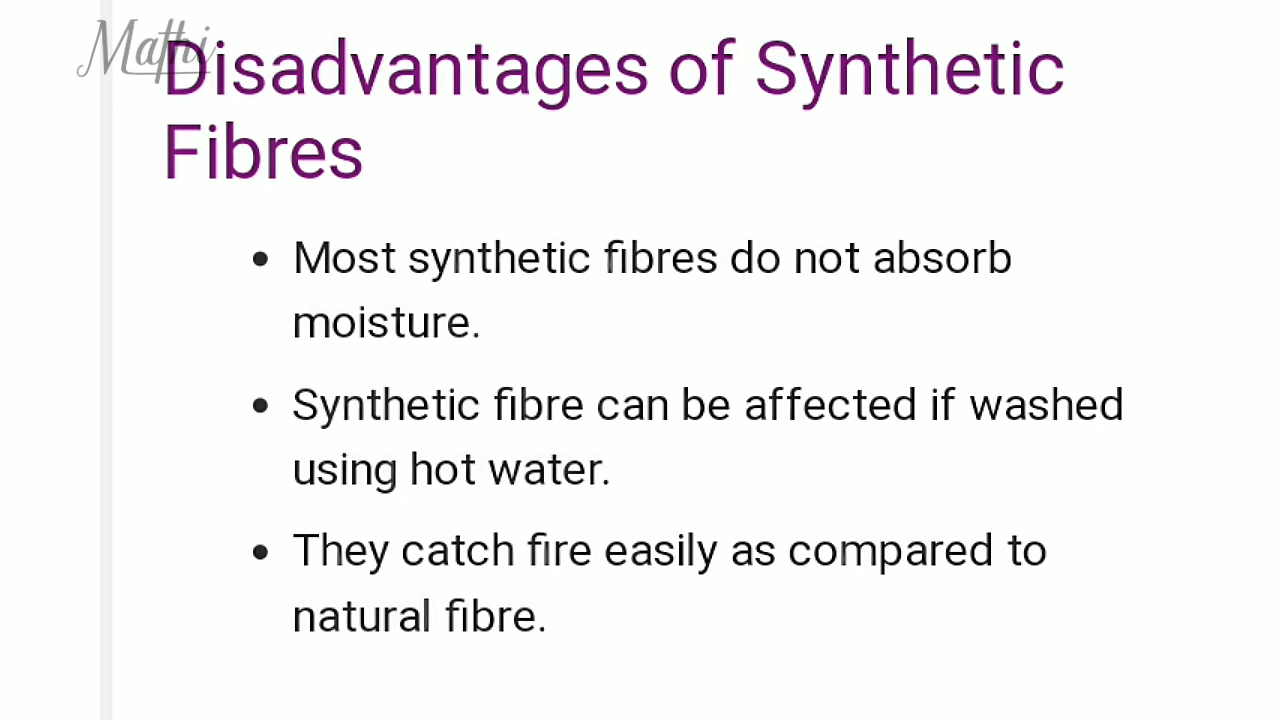 Mathi
Disadvantages of Synthetic
Fibres
• Most synthetic fibres do not absorb
moisture.
• Synthetic fibre can be affected if washed
using hot water.
• They catch fire easily as compared to
natural fibre.